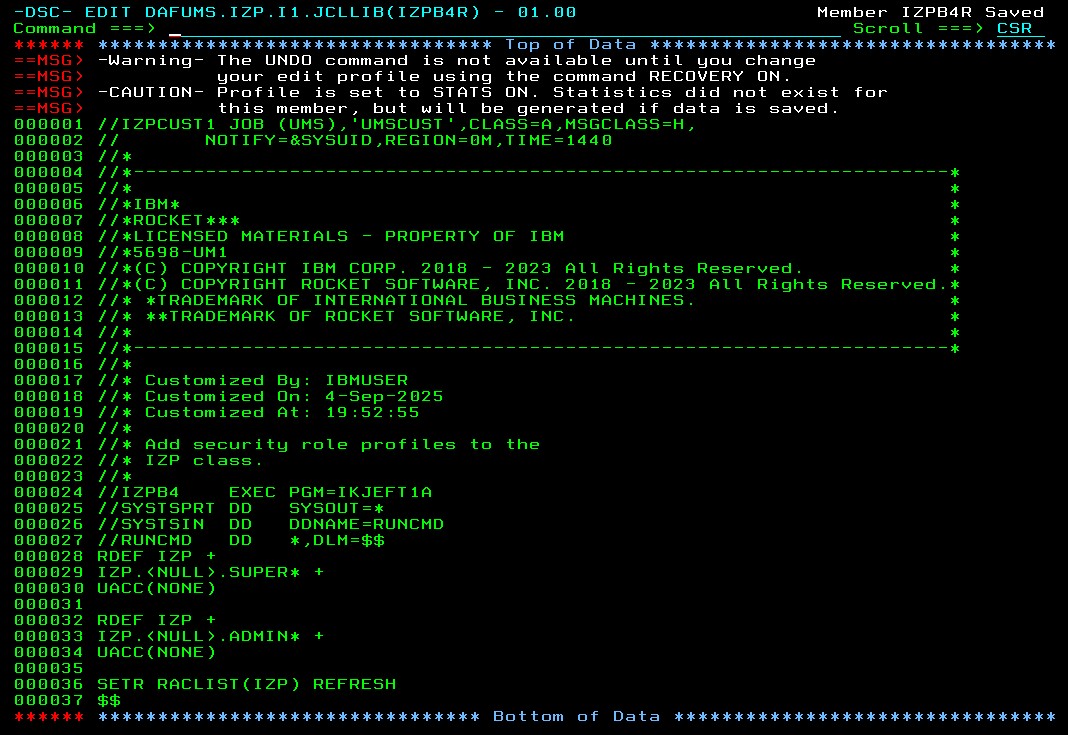 -DSC- EDIT DAFUMS.IZP.I1.JCLLIB(IZPB4R) - 01.00                    Member IZPB4R Saved
Command ===> _                                                        Scroll ===> CSR
****** ********************************* Top of Data **********************************
==MSG> -Warning- The UNDO command is not available until you change
==MSG>           your edit profile using the command RECOVERY ON.
==MSG> -CAUTION- Profile is set to STATS ON. Statistics did not exist for
==MSG>           this member, but will be generated if data is saved.
000001 //IZPCUST1 JOB (UMS),'UMSCUST',CLASS=A,MSGCLASS=H,
000002 //       NOTIFY=&SYSUID,REGION=0M,TIME=1440
000003 //*
000004 //*--------------------------------------------------------------------*
000005 //*                                                                    *
000006 //*IBM*                                                                *
000007 //*ROCKET***                                                           *
000008 //*LICENSED MATERIALS - PROPERTY OF IBM                                *
000009 //*5698-UM1                                                            *
000010 //*(C) COPYRIGHT IBM CORP. 2018 - 2023 All Rights Reserved.            *
000011 //*(C) COPYRIGHT ROCKET SOFTWARE, INC. 2018 - 2023 All Rights Reserved.*
000012 //* *TRADEMARK OF INTERNATIONAL BUSINESS MACHINES.                     *
000013 //* **TRADEMARK OF ROCKET SOFTWARE, INC.                               *
000014 //*                                                                    *
000015 //*--------------------------------------------------------------------*
000016 //*
000017 //* Customized By: IBMUSER
000018 //* Customized On: 4-Sep-2025
000019 //* Customized At: 19:52:55
000020 //*
000021 //* Add security role profiles to the
000022 //* IZP class.
000023 //*
000024 //IZPB4    EXEC PGM=IKJEFT1A
000025 //SYSTSPRT DD   SYSOUT=*
000026 //SYSTSIN  DD   DDNAME=RUNCMD
000027 //RUNCMD   DD   *,DLM=$$
000028 RDEF IZP +
000029 IZP.<NULL>.SUPER* +
000030 UACC(NONE)
000031
000032 RDEF IZP +
000033 IZP.<NULL>.ADMIN* +
000034 UACC(NONE)
000035
000036 SETR RACLIST(IZP) REFRESH
000037 $$
****** ******************************** Bottom of Data ********************************